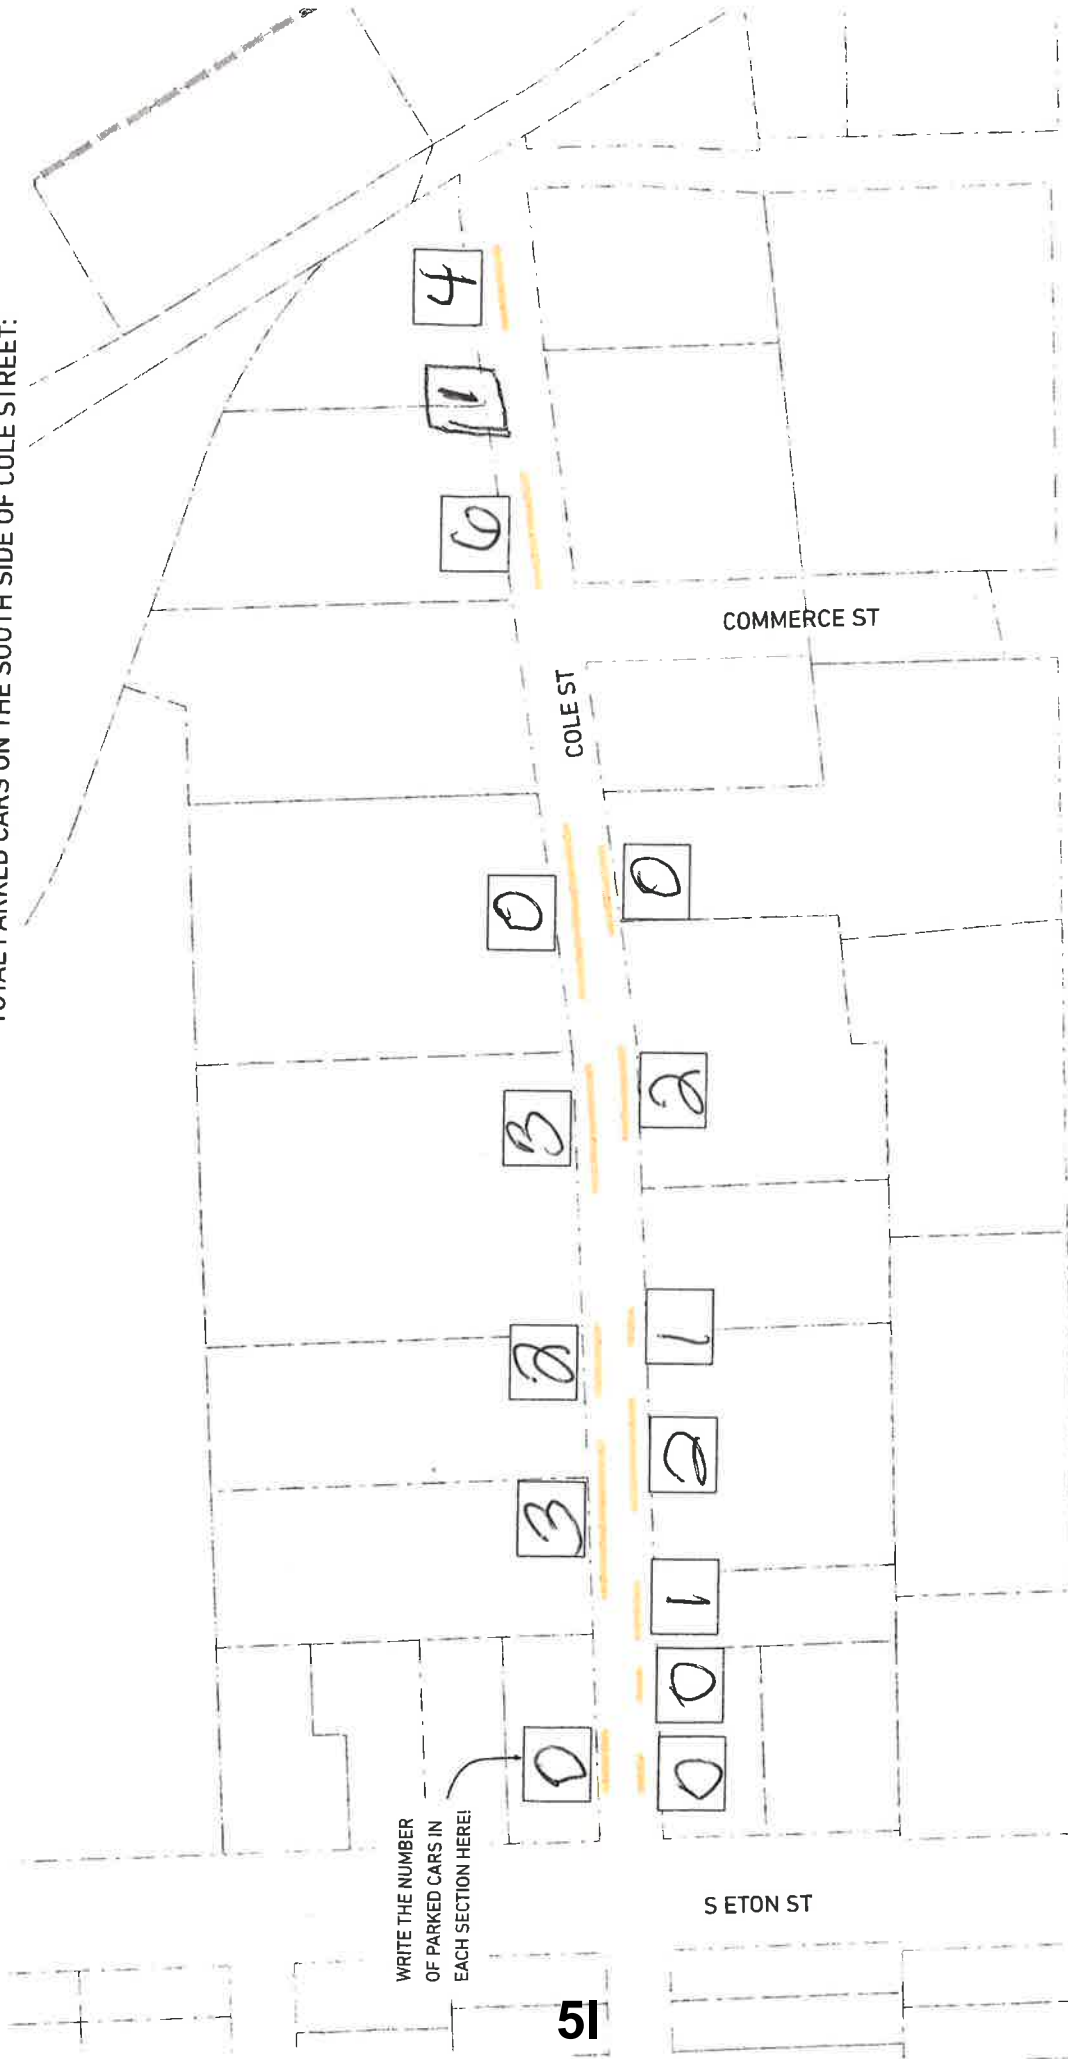 TOTAL PARKED CARS ON THE SOUTH SIDE OF COLE STREET:
4
1
6
COMMERCE ST
COLE ST
0
0
3
2
2
1
2
3
1
0
0
0
WRITE THE NUMBER
OF PARKED CARS IN
EACH SECTION HERE!
S ETON ST
51